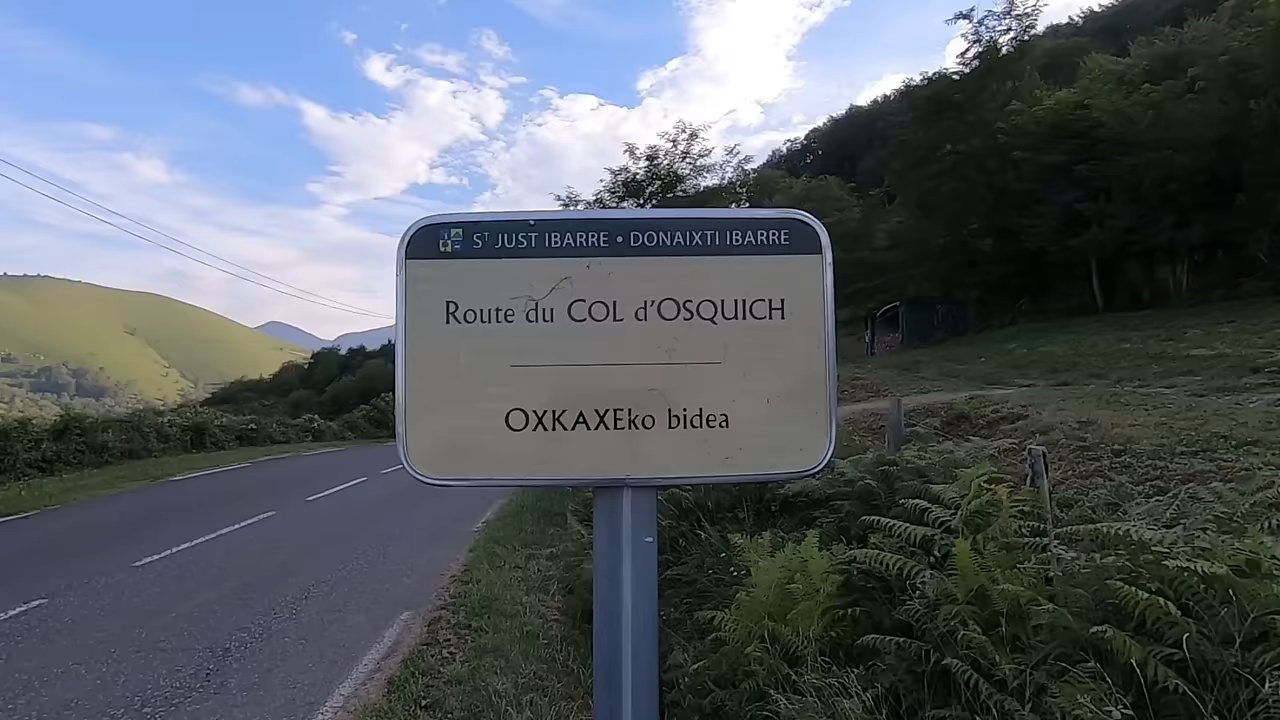 Sᵀ JUST IBARRE • DONAIXTI IBARRE
Route du COL d'OSQUICH
OXKAXEko bidea